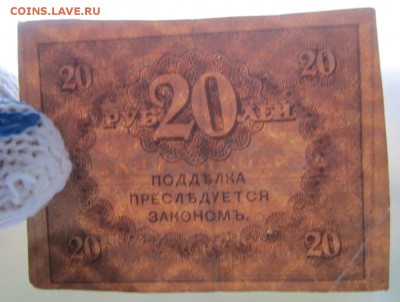 COINS.LAVE.RU
20 20
РУБ 20 ЛЕЙ
ПОДДѢЛКА
ПРЕСЛѢДУЕТСЯ
ЗАКОНОМЪ.
20 20